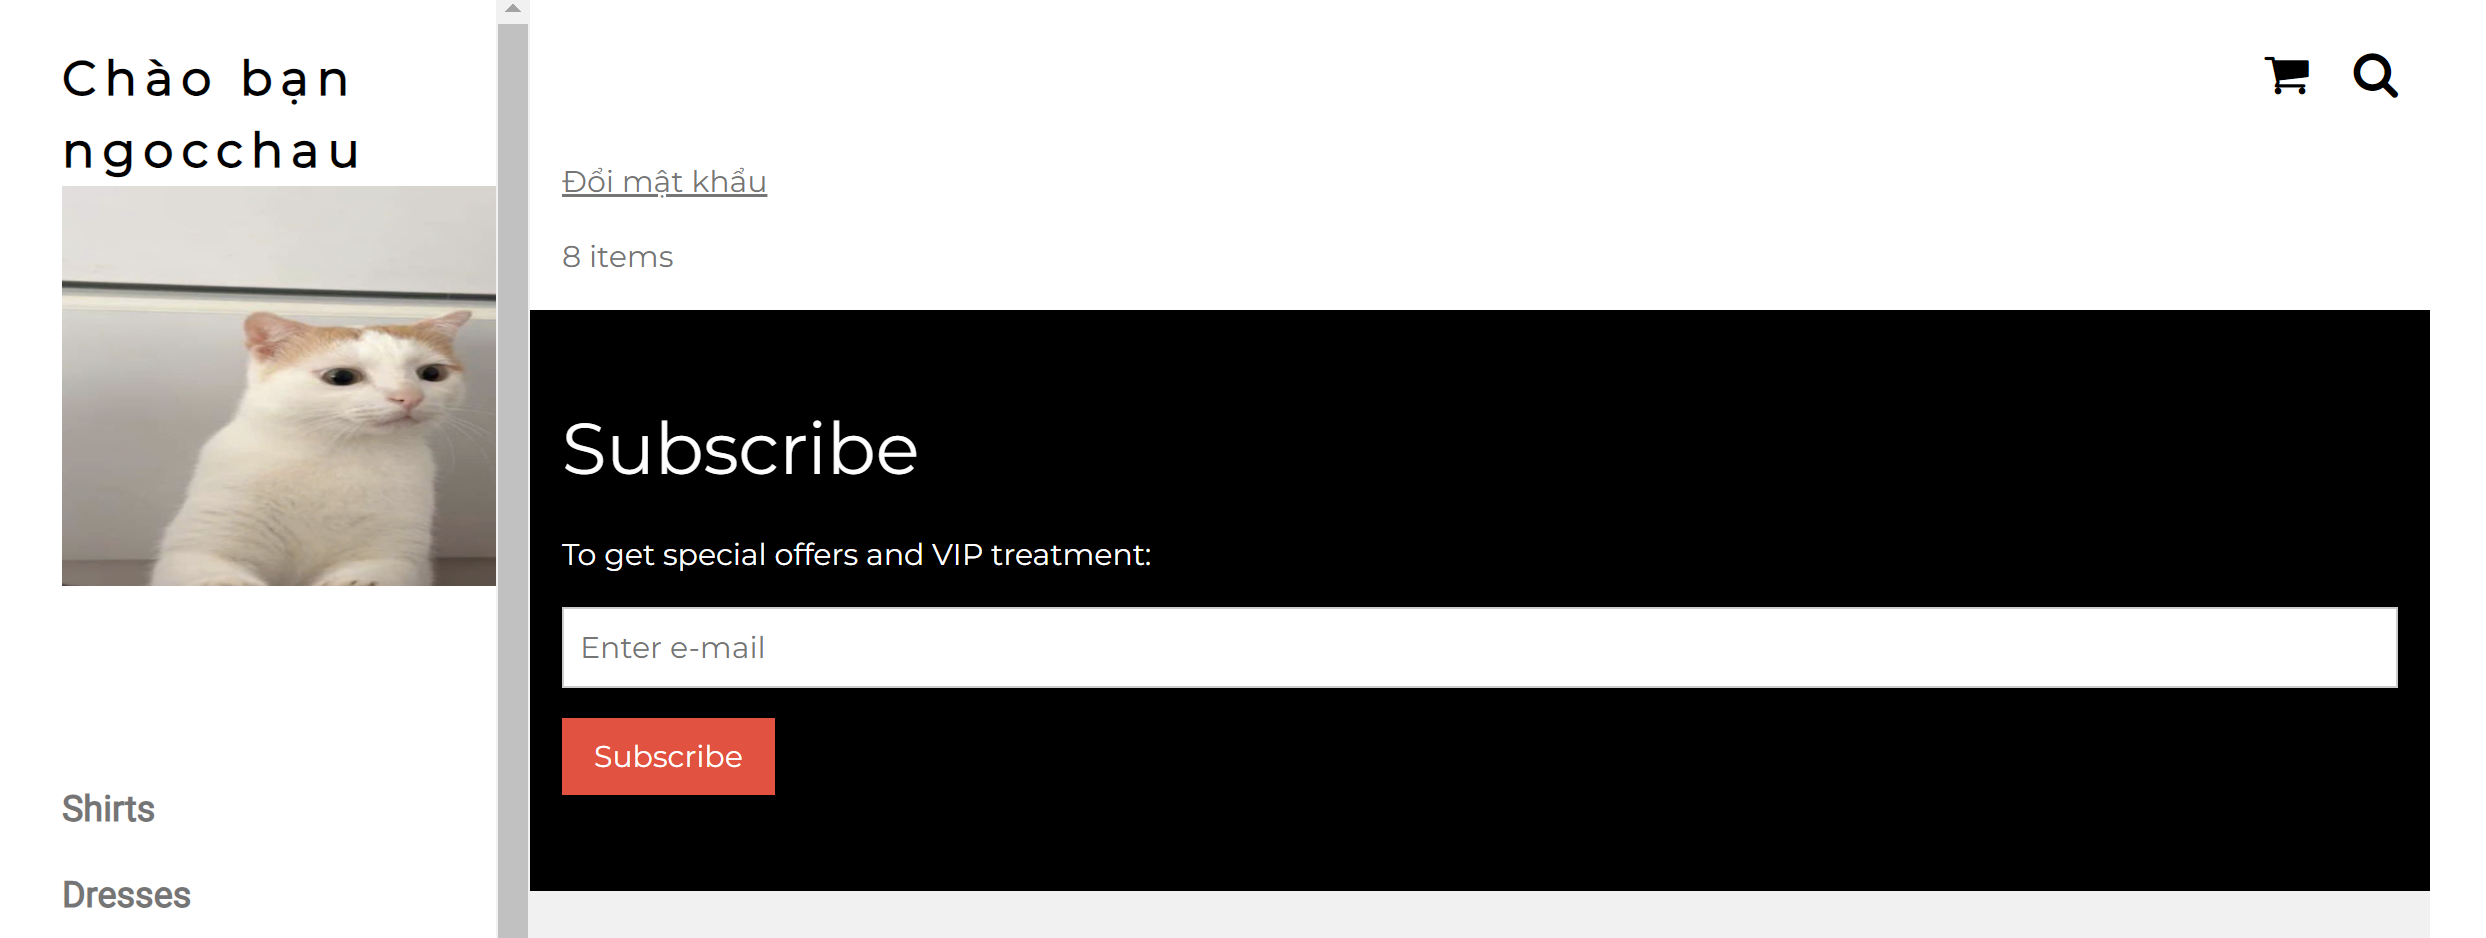 Chào bạn
ngocchau
Shirts
Dresses
Đổi mật khẩu
8 items
Subscribe
To get special offers and VIP treatment:
Enter e-mail
Subscribe